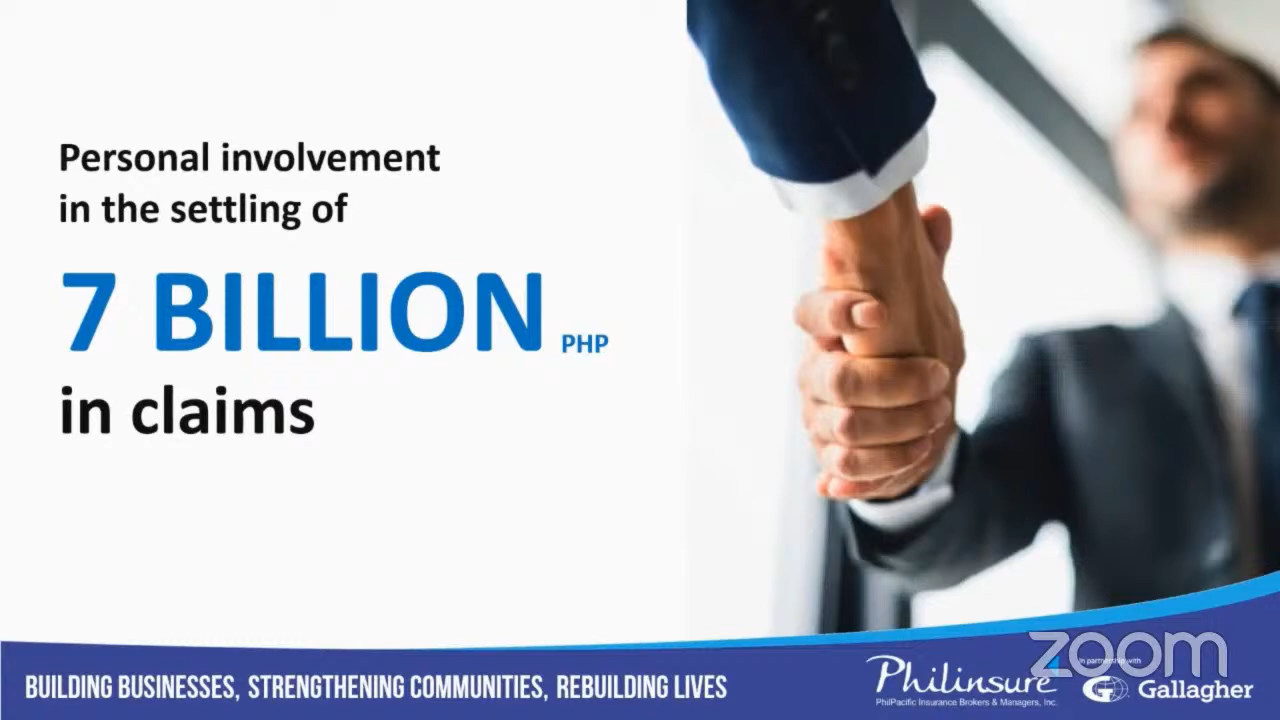 Personal involvement
in the settling of
7 BILLION PHP
in claims
BUILDING BUSINESSES, STRENGTHENING COMMUNITIES, REBUILDING LIVES
Philinsure
PhilPacific Insurance Brokers & Managers, Inc.
In partnership with
G Gallagher
zoom